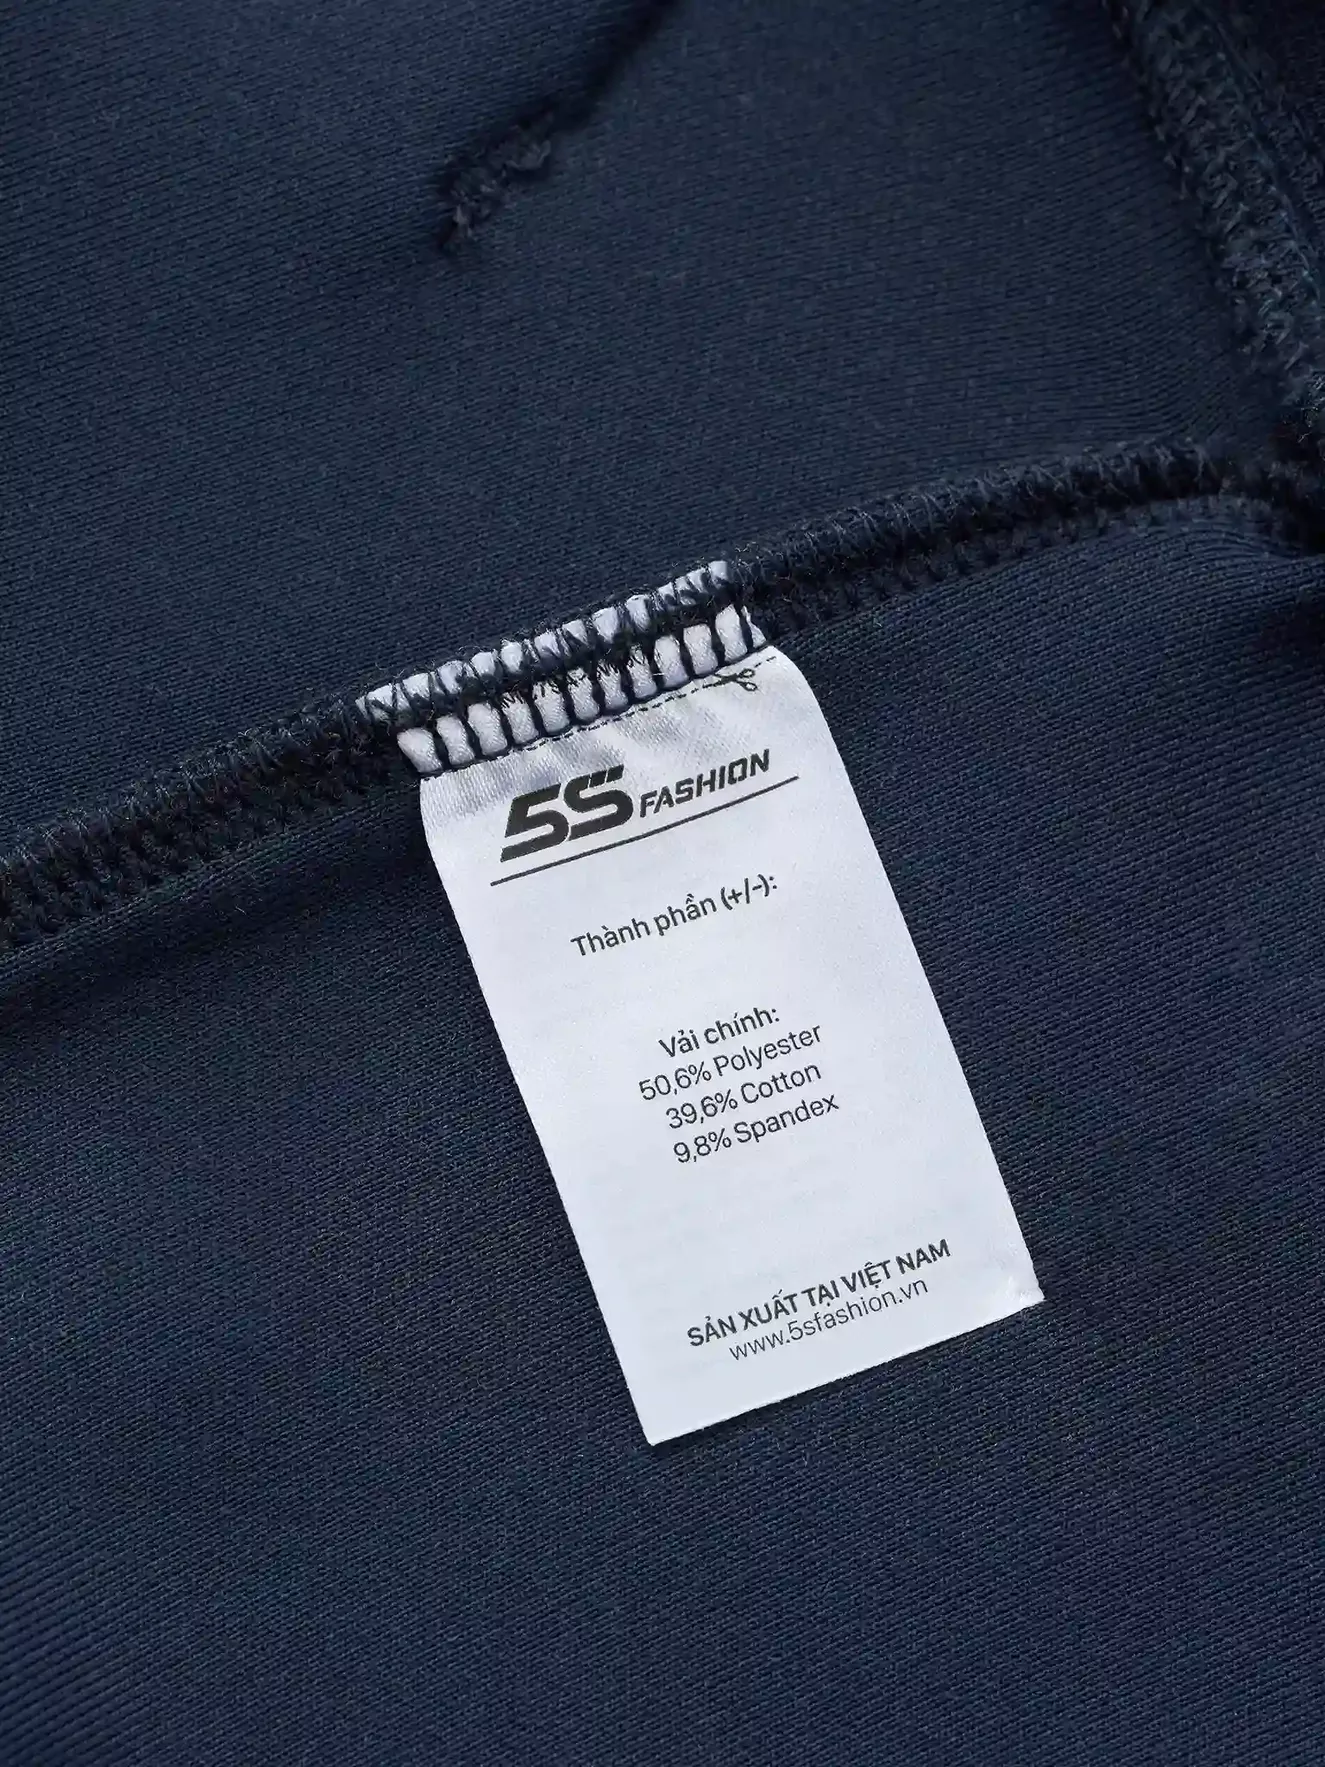 5S FASHION
Thành phần (+/-):
Vải chính:
50,6% Polyester
39,6% Cotton
9,8% Spandex
SẢN XUẤT TẠI VIỆT NAM
www.5sfashion.vn